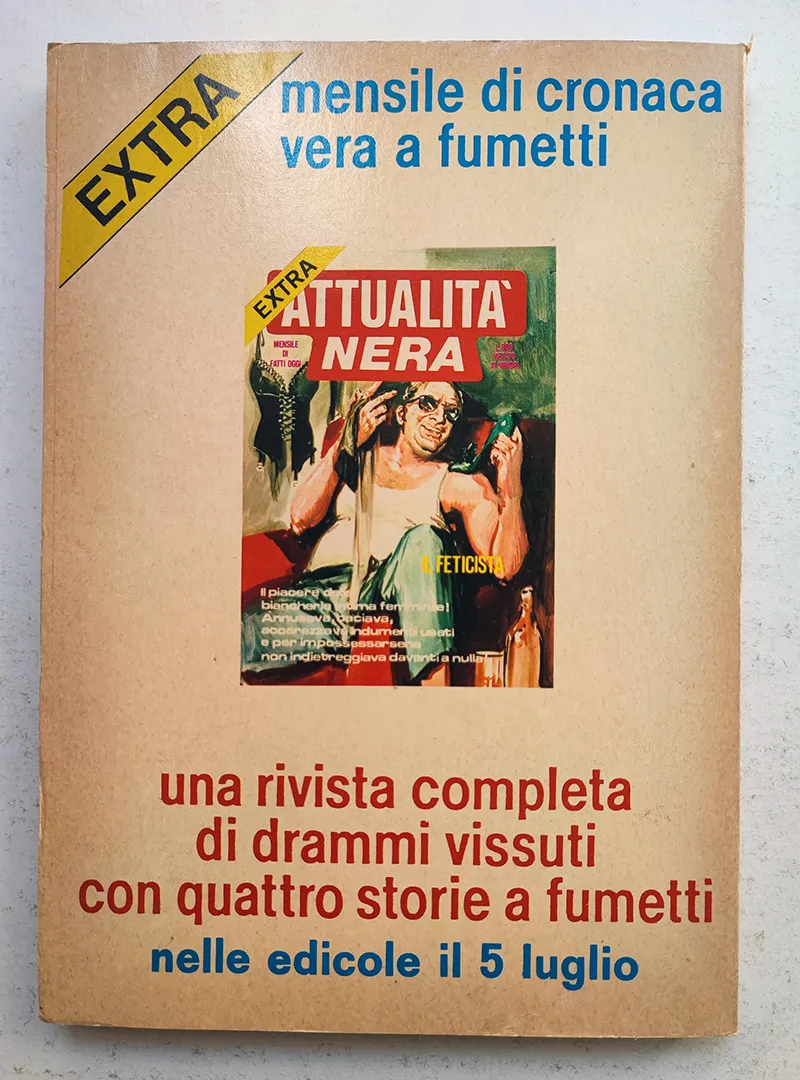 EXTRA
mensile di cronaca
vera a fumetti
EXTRA
ATTUALITÀ
NERA
MENSILE
DI
FATTI OGGI
IL FETICISTA
Il piacere della
biancheria intima femminile!
Annusava, baciava,
accarezzava indumenti usati
e per impossessarsene
non indietreggiava davanti a nulla
una rivista completa
di drammi vissuti
con quattro storie a fumetti
nelle edicole il 5 luglio